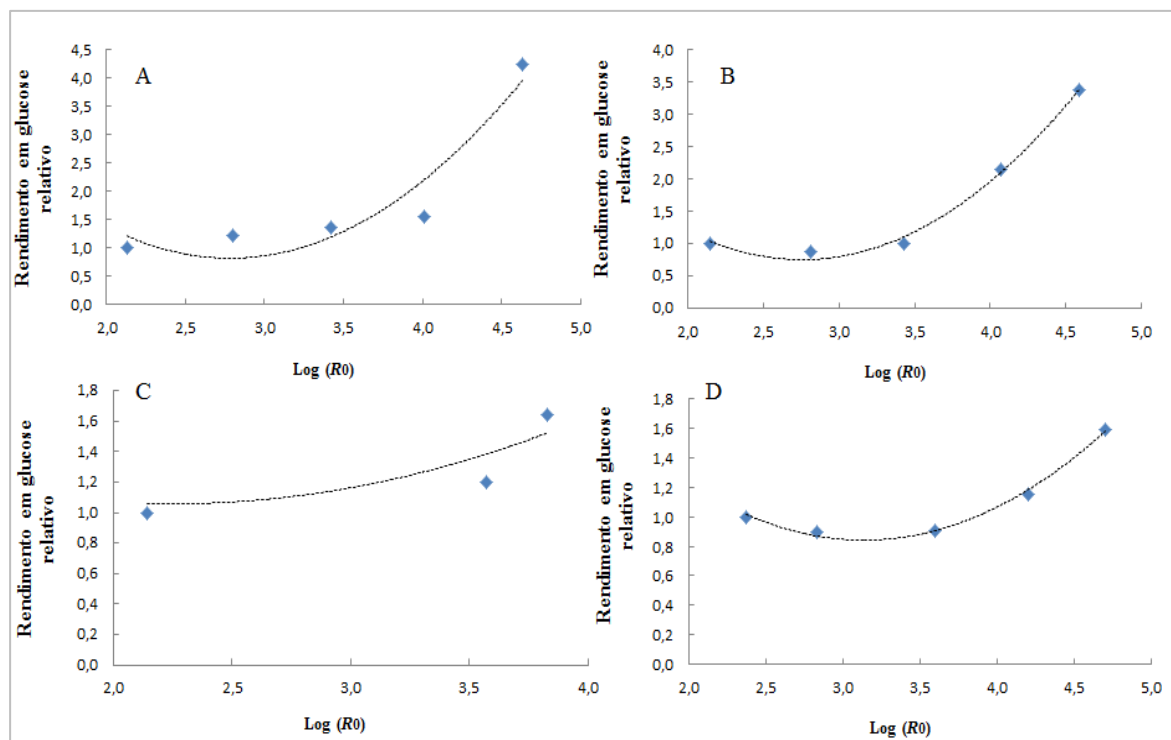 A
Rendimento em glucose
relativo
4,5
4,0
3,5
3,0
2,5
2,0
1,5
1,0
0,5
0,0
2,0 2,5 3,0 3,5 4,0 4,5 5,0
Log (R0)
B
Rendimento em glucose
relativo
4,0
3,5
3,0
2,5
2,0
1,5
1,0
0,5
0,0
2,0 2,5 3,0 3,5 4,0 4,5 5,0
Log (R0)
C
Rendimento em glucose
relativo
1,8
1,6
1,4
1,2
1,0
0,8
0,6
0,4
0,2
0,0
2,0 2,5 3,0 3,5 4,0
Log (R0)
D
Rendimento em glucose
relativo
1,8
1,6
1,4
1,2
1,0
0,8
0,6
0,4
0,2
0,0
2,0 2,5 3,0 3,5 4,0 4,5 5,0
Log (R0)